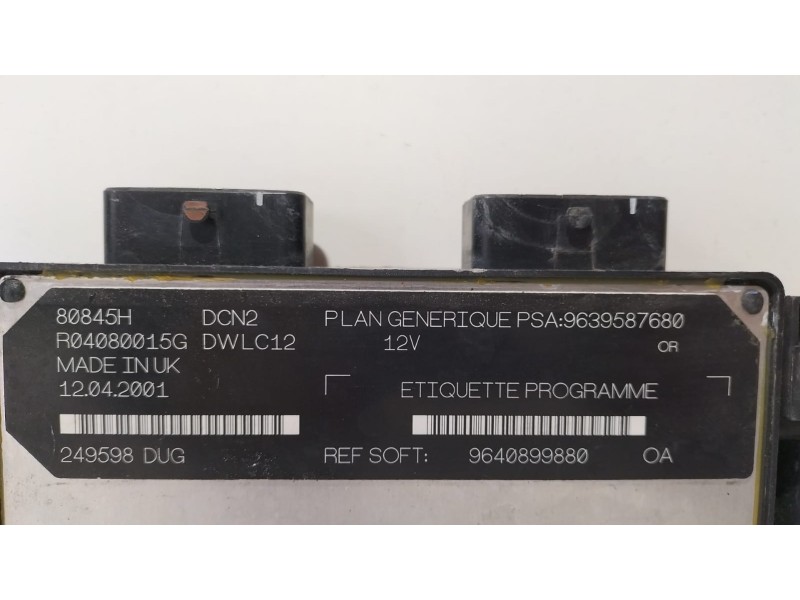 80845H DCN2 PLAN GENERIQUE PSA:9639587680
R04080015G DWLC12 12V OR
MADE IN UK
12.04.2001 ETIQUETTE PROGRAMME
249598 DUG REF SOFT: 9640899880 0A